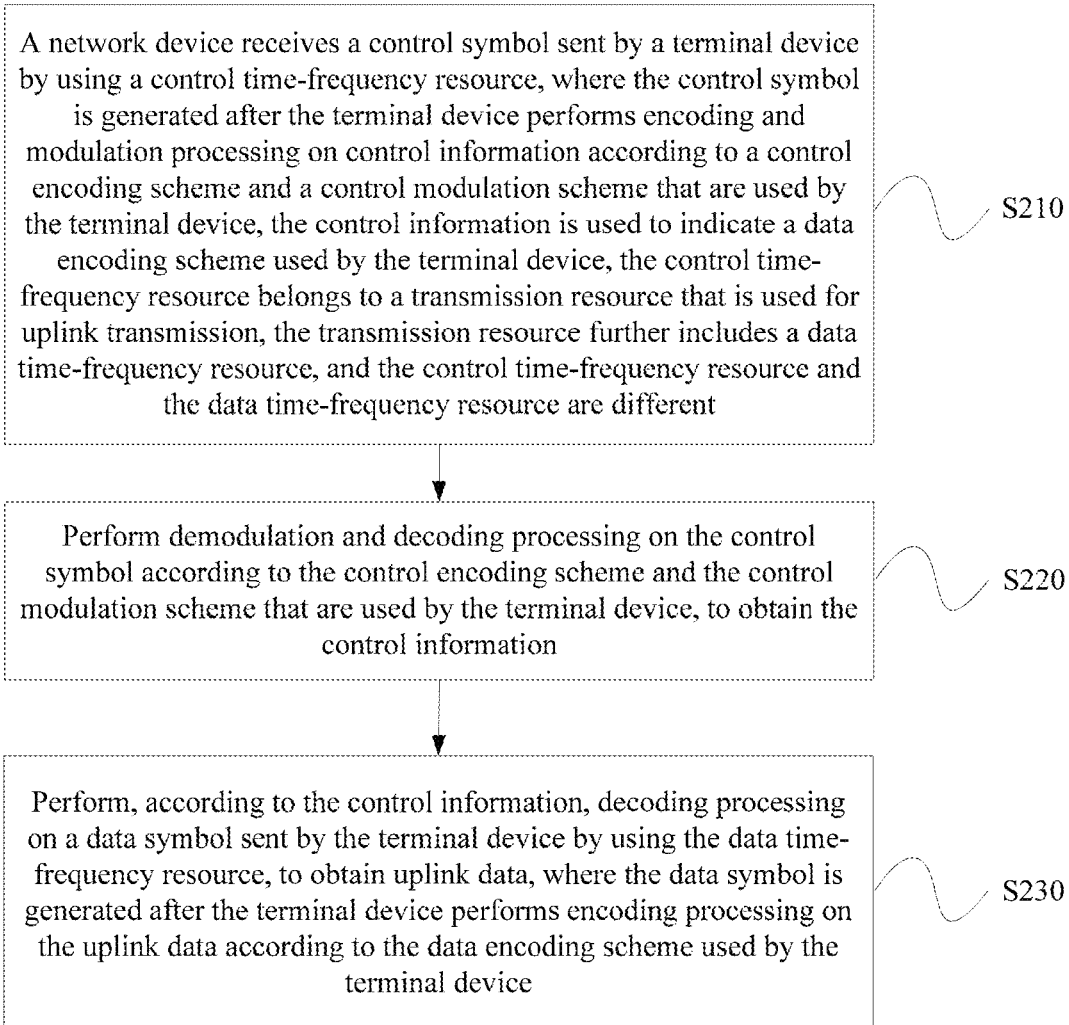 A network device receives a control symbol sent by a terminal device
by using a control time-frequency resource, where the control symbol
is generated after the terminal device performs encoding and
modulation processing on control information according to a control
encoding scheme and a control modulation scheme that are used by
the terminal device, the control information is used to indicate a data
encoding scheme used by the terminal device, the control time-
frequency resource belongs to a transmission resource that is used for
uplink transmission, the transmission resource further includes a data
time-frequency resource, and the control time-frequency resource and
the data time-frequency resource are different
S210
Perform demodulation and decoding processing on the control
symbol according to the control encoding scheme and the control
modulation scheme that are used by the terminal device, to obtain the
control information
S220
Perform, according to the control information, decoding processing
on a data symbol sent by the terminal device by using the data time-
frequency resource, to obtain uplink data, where the data symbol is
generated after the terminal device performs encoding processing on
the uplink data according to the data encoding scheme used by the
terminal device
S230